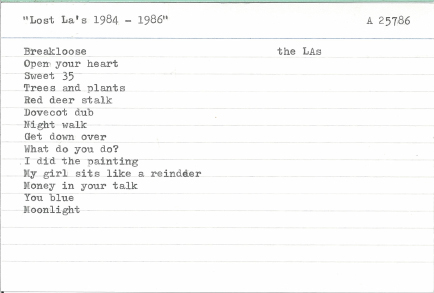 "Lost La's 1984 - 1986" A 25786
Breakloose the LAs
Open your heart
Sweet 35
Trees and plants
Red deer stalk
Dovecot dub
Night walk
Get down over
What do you do?
I did the painting
My girl sits like a reindeer
Money in your talk
You blue
Moonlight